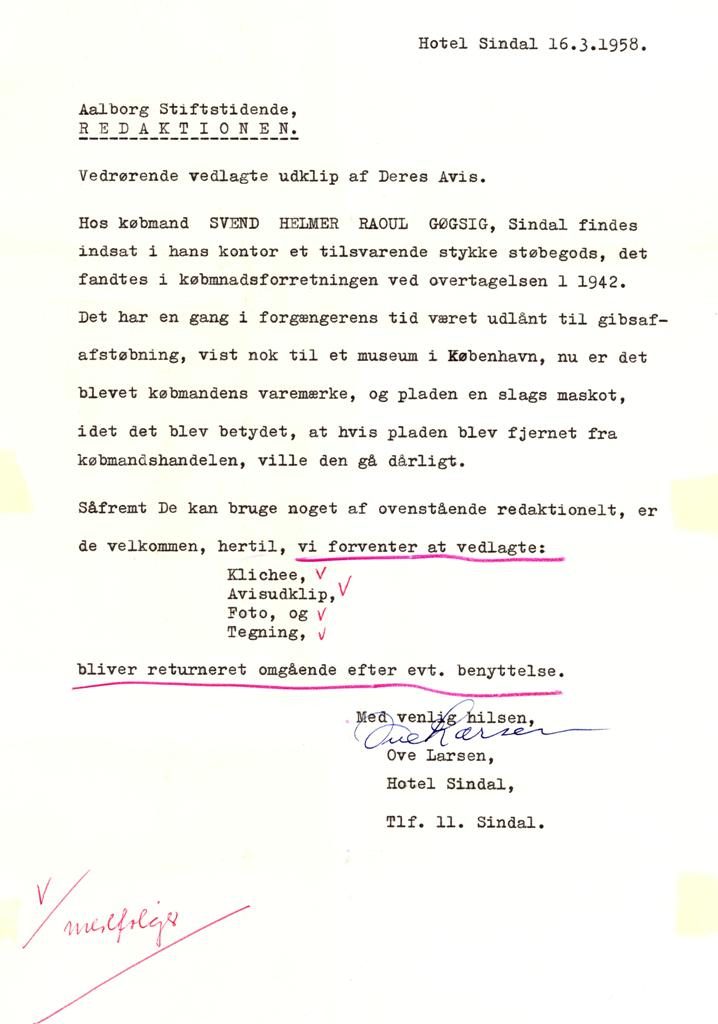 Hotel Sindal 16.3.1958.
Aalborg Stiftstidende,
R E D A K T I O N E N.
Vedrørende vedlagte udklip af Deres Avis.
Hos købmand SVEND HELMER RAOUL GØGSIG, Sindal findes
indsat i hans kontor et tilsvarende stykke støbegods, det
fandtes i købmnadsforretningen ved overtagelsen l 1942.
Det har en gang i forgængerens tid været udlånt til gibsaf-
afstøbning, vist nok til et museum i København, nu er det
blevet købmandens varemærke, og pladen en slags maskot,
idet det blev betydet, at hvis pladen blev fjernet fra
købmandshandelen, ville den gå dårligt.
Såfremt De kan bruge noget af ovenstående redaktionelt, er
de velkommen, hertil, vi forventer at vedlagte:
Klichee, V
Avisudklip, V
Foto, og V
Tegning, V
bliver returneret omgående efter evt. benyttelse.
Med venlig hilsen,
Ove Larsen
Ove Larsen,
Hotel Sindal,
Tlf. 11. Sindal.
V
medfølger